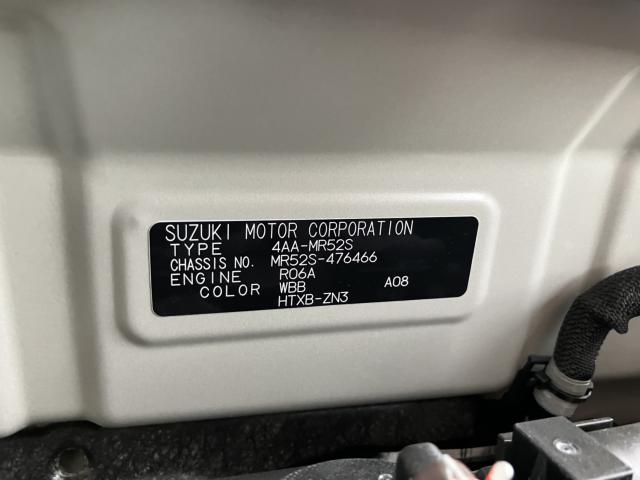 SUZUKI MOTOR CORPORATION
TYPE 4AA-MR52S
CHASSIS NO. MR52S-476466
ENGINE R06A
COLOR WBB A08
HTXB-ZN3